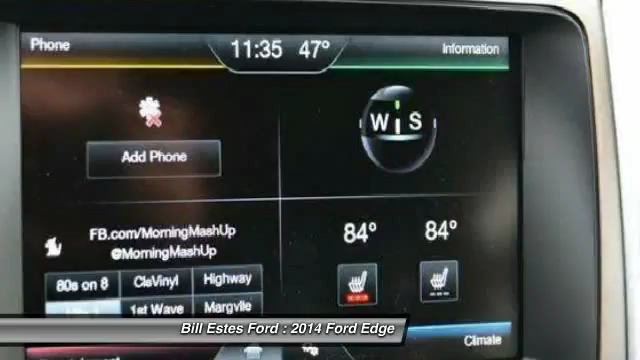 Phone
11:35 47°
Information
W S
Add Phone
FB.com/MorningMashUp
@MorningMashUp
84° 84°
80s on 8 ClsVinyl Highway
1st Wave Margvlle
Bill Estes Ford : 2014 Ford Edge
Climate